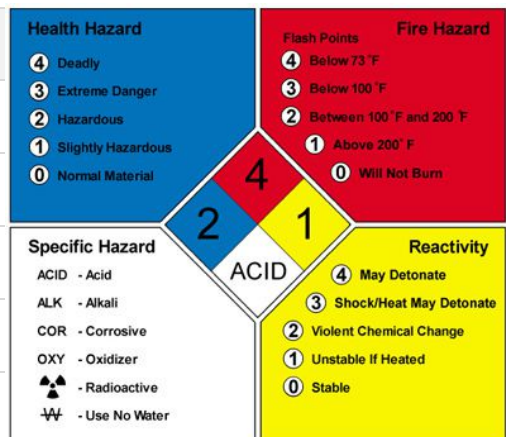 Health Hazard
4 Deadly
3 Extreme Danger
2 Hazardous
1 Slightly Hazardous
0 Normal Material
Fire Hazard
Flash Points
4 Below 73 °F
3 Below 100 °F
2 Between 100 °F and 200 °F
1 Above 200° F
0 Will Not Burn
4
2
1
ACID
Specific Hazard
ACID - Acid
ALK - Alkali
COR - Corrosive
OXY - Oxidizer
- Radioactive
W - Use No Water
Reactivity
4 May Detonate
3 Shock/Heat May Detonate
2 Violent Chemical Change
1 Unstable If Heated
0 Stable